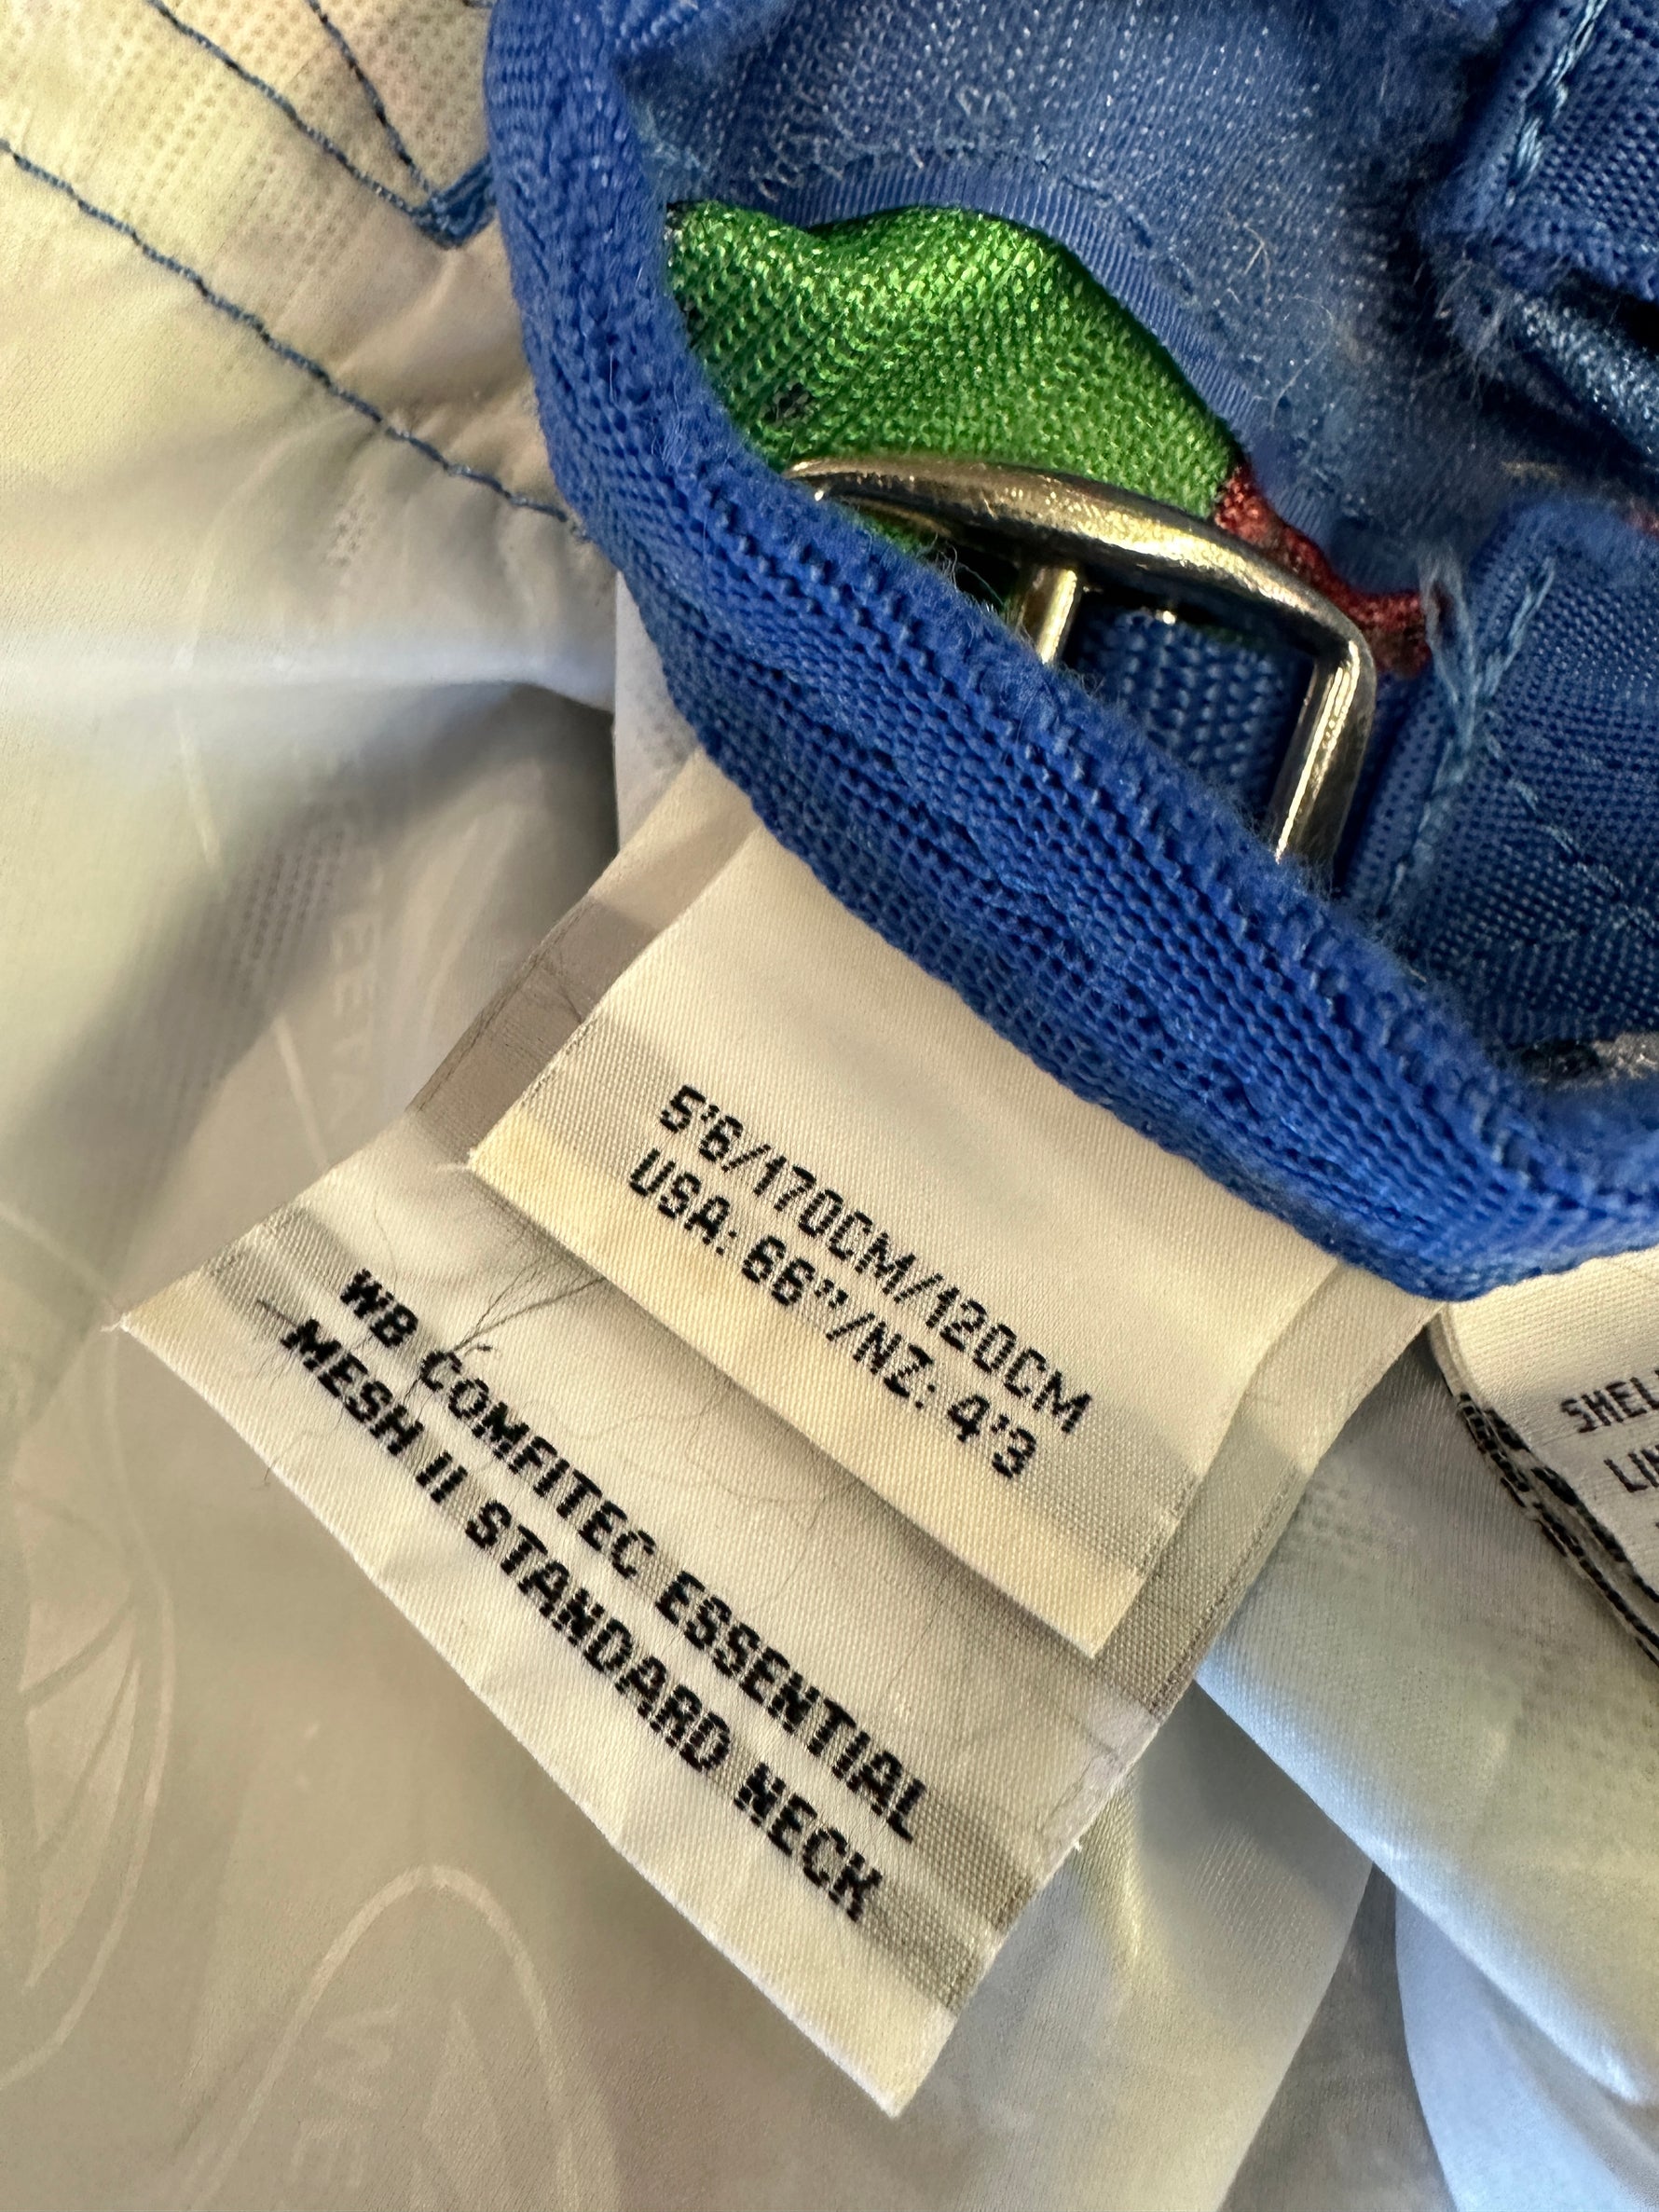 5'6/170CM/120CM
USA: 66''/NZ: 4'3
WB COMFITEC ESSENTIAL
MESH II STANDARD NECK